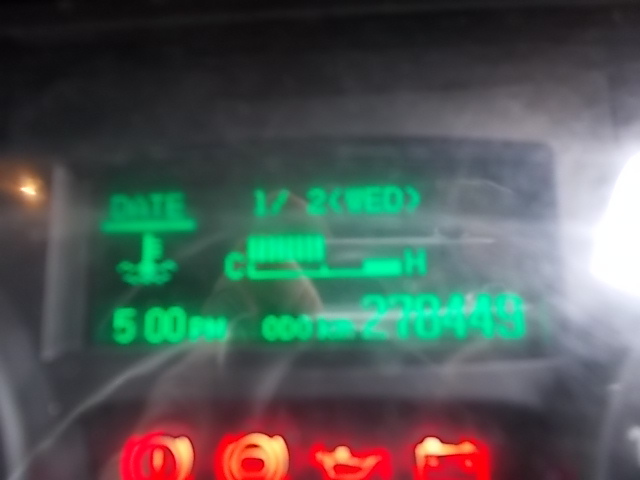 DATE 1/ 2(WED)
C H
5:00PM ODO km 278449